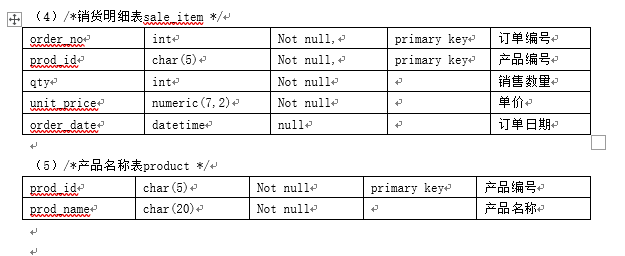 （4）/*销货明细表sale_item */
order_no int Not null, primary key 订单编号
prod_id char(5) Not null, primary key 产品编号
qty int Not null 销售数量
unit_price numeric(7,2) Not null 单价
order_date datetime null 订单日期
（5）/*产品名称表product */
prod_id char(5) Not null primary key 产品编号
prod_name char(20) Not null 产品名称